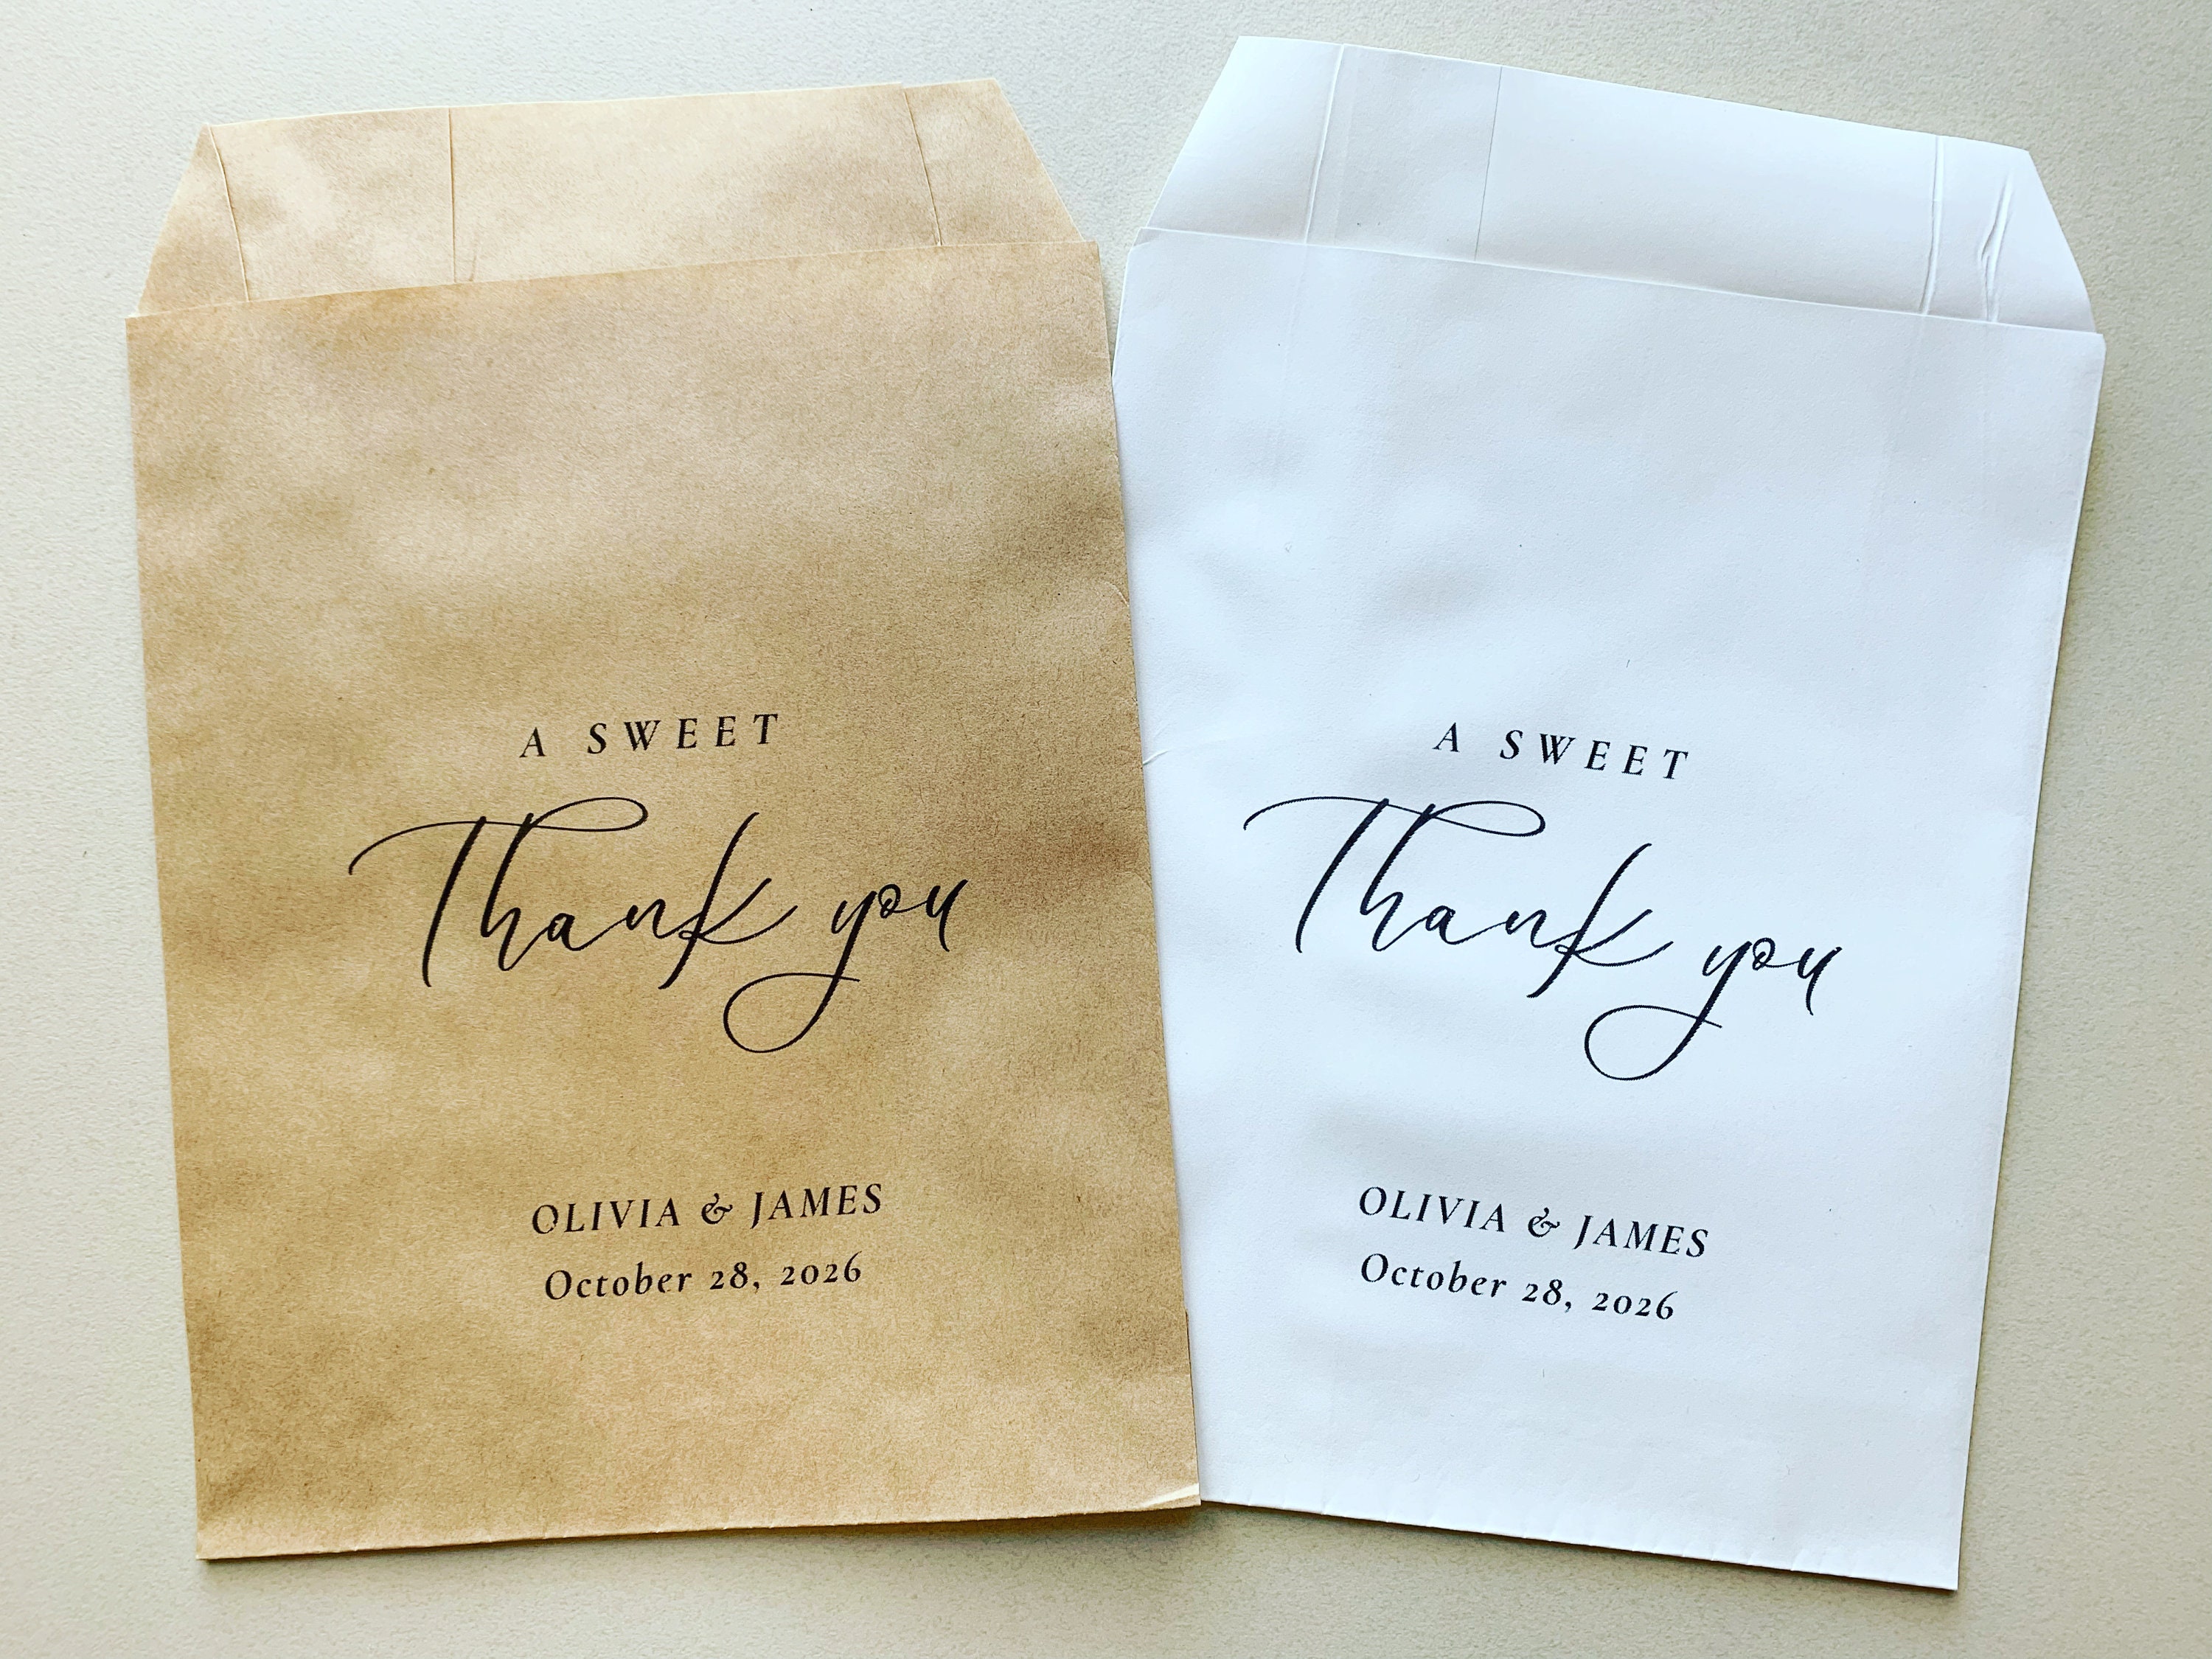 A SWEET
Thank you
OLIVIA & JAMES
October 28, 2026
A SWEET
Thank you
OLIVIA & JAMES
October 28, 2026